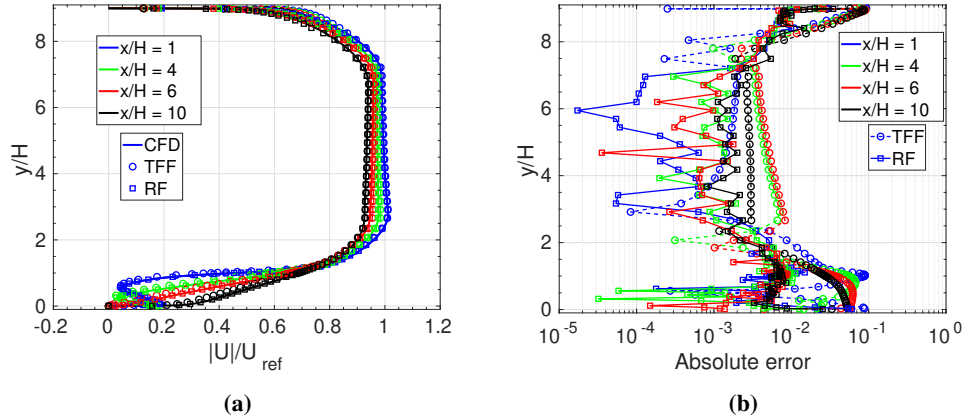 8
6
4
2
0
y/H
x/H = 1
x/H = 4
x/H = 6
x/H = 10
CFD
TFF
RF
-0.2
0
0.2
0.4
0.6
0.8
1
1.2
|U|/U_ref
(a)
8
6
4
2
0
y/H
x/H = 1
x/H = 4
x/H = 6
x/H = 10
TFF
RF
10^-5
10^-4
10^-3
10^-2
10^-1
10^0
Absolute error
(b)